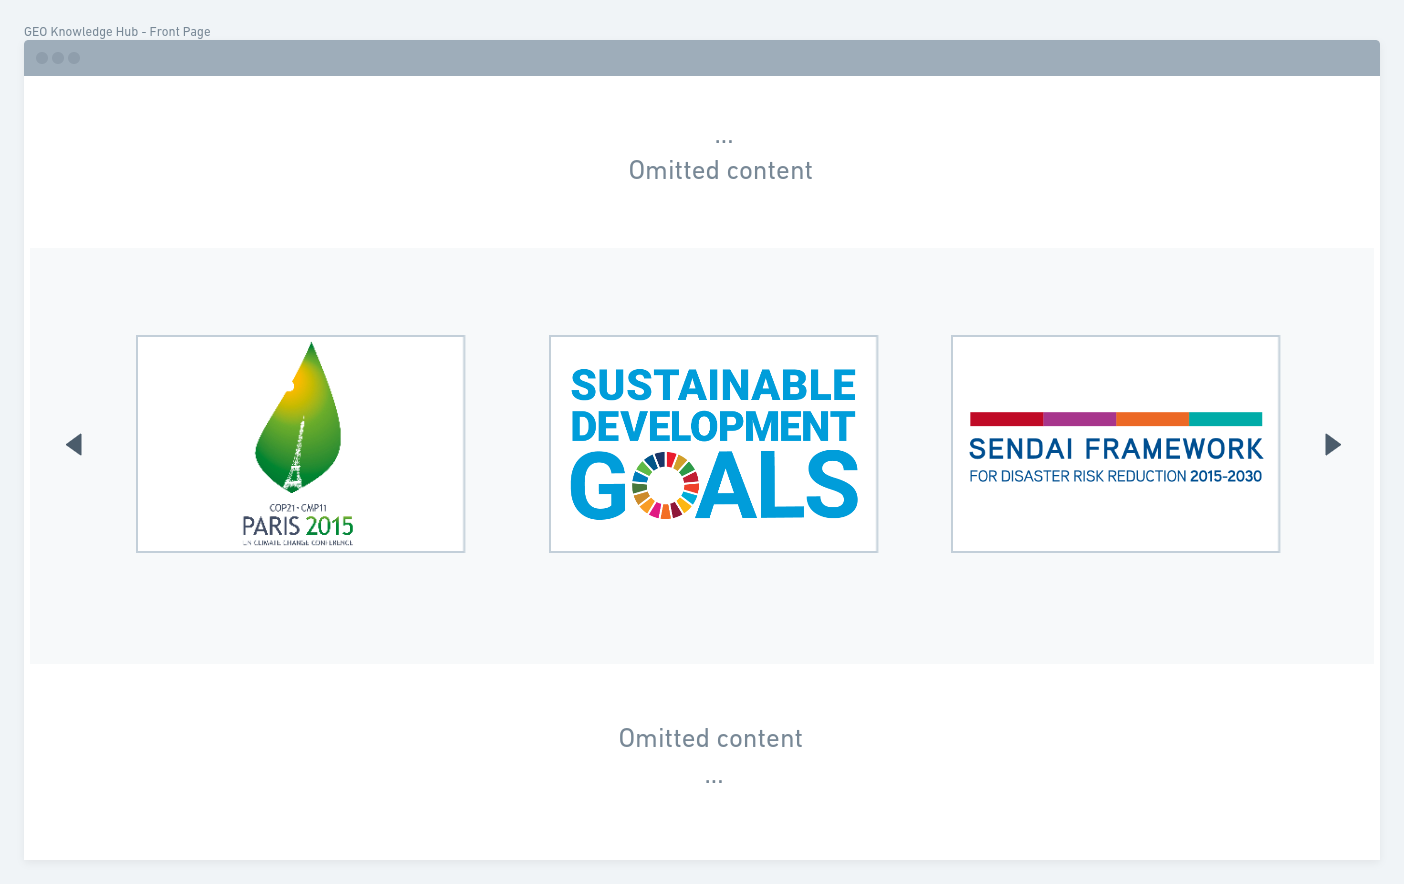 GEO Knowledge Hub - Front Page
...
Omitted content
COP21 • CMP11
PARIS 2015
UN CLIMATE CHANGE CONFERENCE
SUSTAINABLE
DEVELOPMENT
GOALS
SENDAI FRAMEWORK
FOR DISASTER RISK REDUCTION 2015-2030
Omitted content
...